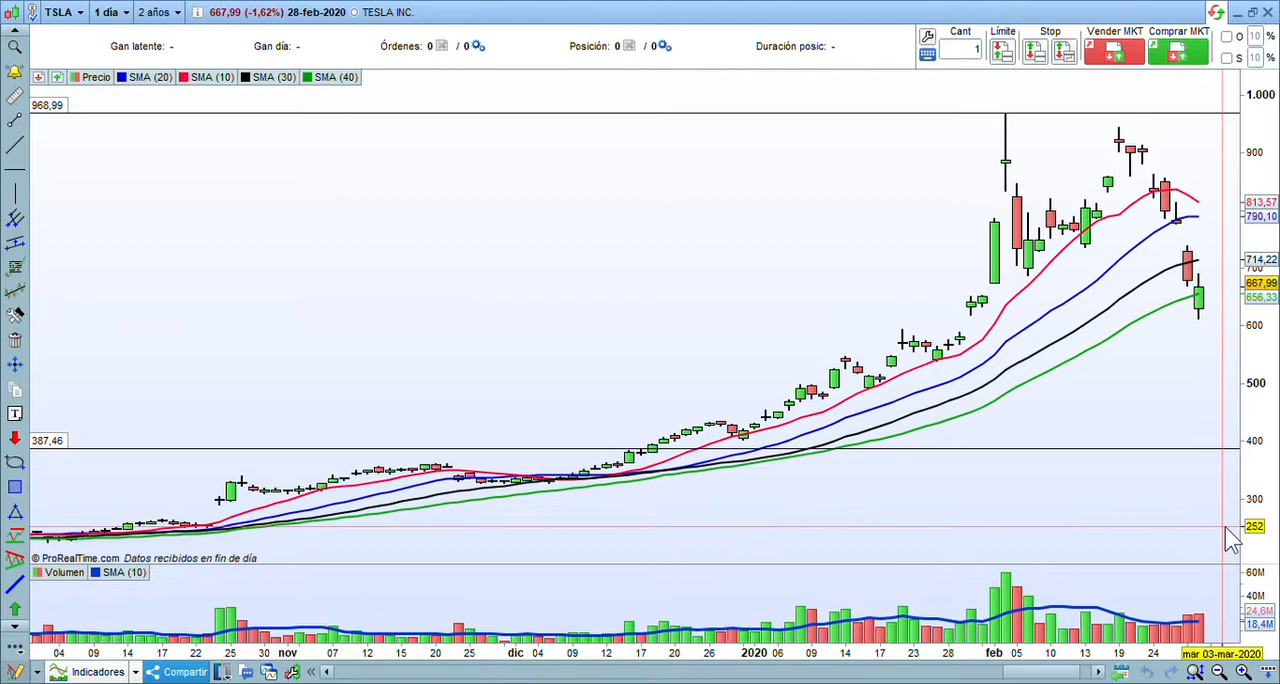 TSLA 1 día 2 años 667,99 (-1,62%) 28-feb-2020 TESLA INC.
Gan latente: - Gan día: - Órdenes: 0 / 0 Posición: 0 / 0 Duración posic: -
Cant Límite Stop Vender MKT Comprar MKT O 10 %
1 S 10 %
Precio SMA (20) SMA (10) SMA (30) SMA (40)
1.000
968,99
900
813,57
790,10
714,22
700
667,99
656,33
600
500
400
387,46
300
252
© ProRealTime.com Datos recibidos en fin de día
Volumen SMA (10)
60M
40M
24,6M
18,4M
04 09 14 17 22 25 30 nov 07 12 15 20 25 dic 04 09 12 17 20 26 2020 06 09 14 17 23 28 feb 05 10 13 19 24 mar 03-mar-2020
Indicadores Compartir